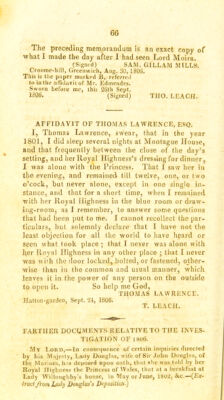 66
The preceding memorandum is an exact copy of
what I made the day after I had seen Lord Moira.
(Signed) SAM. GILLAM MILLS.
Croome-hill, Greenwich, Aug. 20, 1806.
This is the paper marked B, referred
to in the affidavit of Mr. Edmeades.
Sworn before me, this 26th Sept.
1806. (Signed) THO. LEACH.
AFFIDAVIT OF THOMAS LAWRENCE, ESQ.
I, Thomas Lawrence, swear, that in the year
1801, I did sleep several nights at Montague House,
and that frequently between the close of the day's
setting, and her Royal Highness's dressing for dinner,
I was alone with the Princess. That I saw her in
the evening, and remained till twelve, one, or two
o'cock, but never alone, except in one single in-
stance, and that for a short time, when I remained
with her Royal Highness in the blue room or draw-
ing-room, as I remember, to answer some questions
that had been put to me. I cannot recollect the par-
ticulars, but solemnly declare that I have not the
least objection for all the world to have heard or
seen what took place; that I never was alone with
her Royal Highness in any other place; that I never
was with the door locked, bolted, or fastened, other-
wise than in the common and usual manner, which
leaves it in the power of any person on the outside
to open it. So help me God,
THOMAS LAWRENCE.
Hatton-garden, Sept. 24, 1806.
T. LEACH.
FARTHER DOCUMENTS RELATIVE TO THE INVES-
TIGATION OF 1806.
MY LORD,—In consequence of certain inquiries directed
by his Majesty, Lady Douglas, wife of Sir John Douglas, of
the Marines, has deposed upon oath, that she was told by her
Royal Highness the Princess of Wales, that at a breakfast at
Lady Willoughby's house, in May or June, 1802, &c.—(Ex-
tract from Lady Douglas's Deposition)